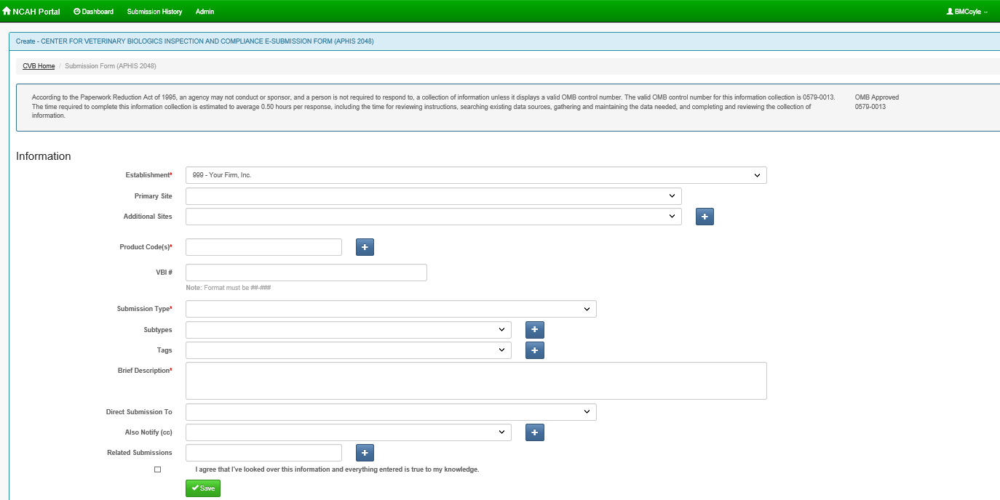 NCAH Portal Dashboard Submission History Admin BMCoyle
Create - CENTER FOR VETERINARY BIOLOGICS INSPECTION AND COMPLIANCE E-SUBMISSION FORM (APHIS 2048)
CVB Home / Submission Form (APHIS 2048)
According to the Paperwork Reduction Act of 1995, an agency may not conduct or sponsor, and a person is not required to respond to, a collection of information unless it displays a valid OMB control number. The valid OMB control number for this information collection is 0579-0013.
The time required to complete this information collection is estimated to average 0.50 hours per response, including the time for reviewing instructions, searching existing data sources, gathering and maintaining the data needed, and completing and reviewing the collection of
information.
OMB Approved
0579-0013
Information
Establishment* 999 - Your Firm, Inc.
Primary Site
Additional Sites
Product Code(s)*
VBI #
Note: Format must be ##-###
Submission Type*
Subtypes
Tags
Brief Description*
Direct Submission To
Also Notify (cc)
Related Submissions
I agree that I've looked over this information and everything entered is true to my knowledge.
Save